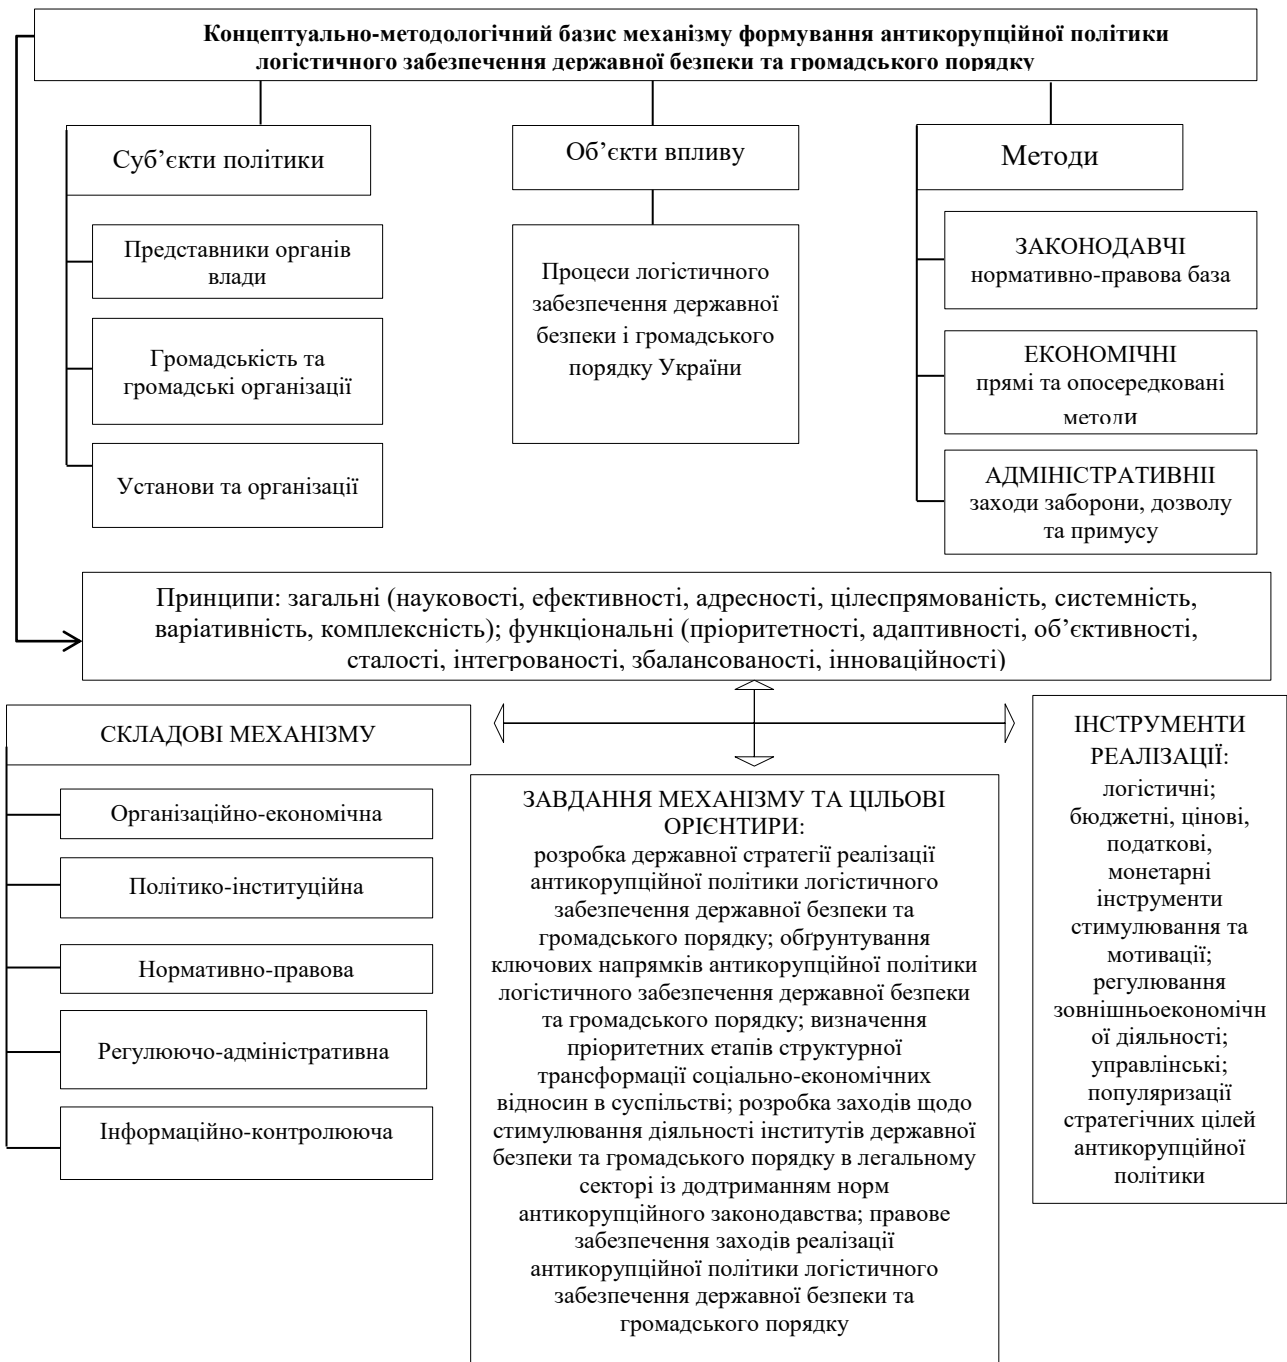 Концептуально-методологічний базис механізму формування антикорупційної політики
логістичного забезпечення державної безпеки та громадського порядку
Суб’єкти політики
Представники органів
влади
Громадськість та
громадські організації
Установи та організації
Об’єкти впливу
Процеси логістичного
забезпечення державної
безпеки і громадського
порядку України
Методи
ЗАКОНОДАВЧІ
нормативно-правова база
ЕКОНОМІЧНІ
прямі та опосередковані
методи
АДМІНІСТРАТИВНІІ
заходи заборони, дозволу
та примусу
Принципи: загальні (науковості, ефективності, адресності, цілеспрямованість, системність,
варіативність, комплексність); функціональні (пріоритетності, адаптивності, об’єктивності,
сталості, інтегрованості, збалансованості, інноваційності)
СКЛАДОВІ МЕХАНІЗМУ
Організаційно-економічна
Політико-інституційна
Нормативно-правова
Регулюючо-адміністративна
Інформаційно-контролююча
ЗАВДАННЯ МЕХАНІЗМУ ТА ЦІЛЬОВІ
ОРІЄНТИРИ:
розробка державної стратегії реалізації
антикорупційної політики логістичного
забезпечення державної безпеки та
громадського порядку; обґрунтування
ключових напрямків антикорупційної політики
логістичного забезпечення державної безпеки
та громадського порядку; визначення
пріоритетних етапів структурної
трансформації соціально-економічних
відносин в суспільстві; розробка заходів щодо
стимулювання діяльності інститутів державної
безпеки та громадського порядку в легальному
секторі із додтриманням норм
антикорупційного законодавства; правове
забезпечення заходів реалізації
антикорупційної політики логістичного
забезпечення державної безпеки та
громадського порядку
ІНСТРУМЕНТИ
РЕАЛІЗАЦІЇ:
логістичні;
бюджетні, цінові,
податкові,
монетарні
інструменти
стимулювання та
мотивації;
регулювання
зовнішньоекономічн
ої діяльності;
управлінські;
популяризації
стратегічних цілей
антикорупційної
політики